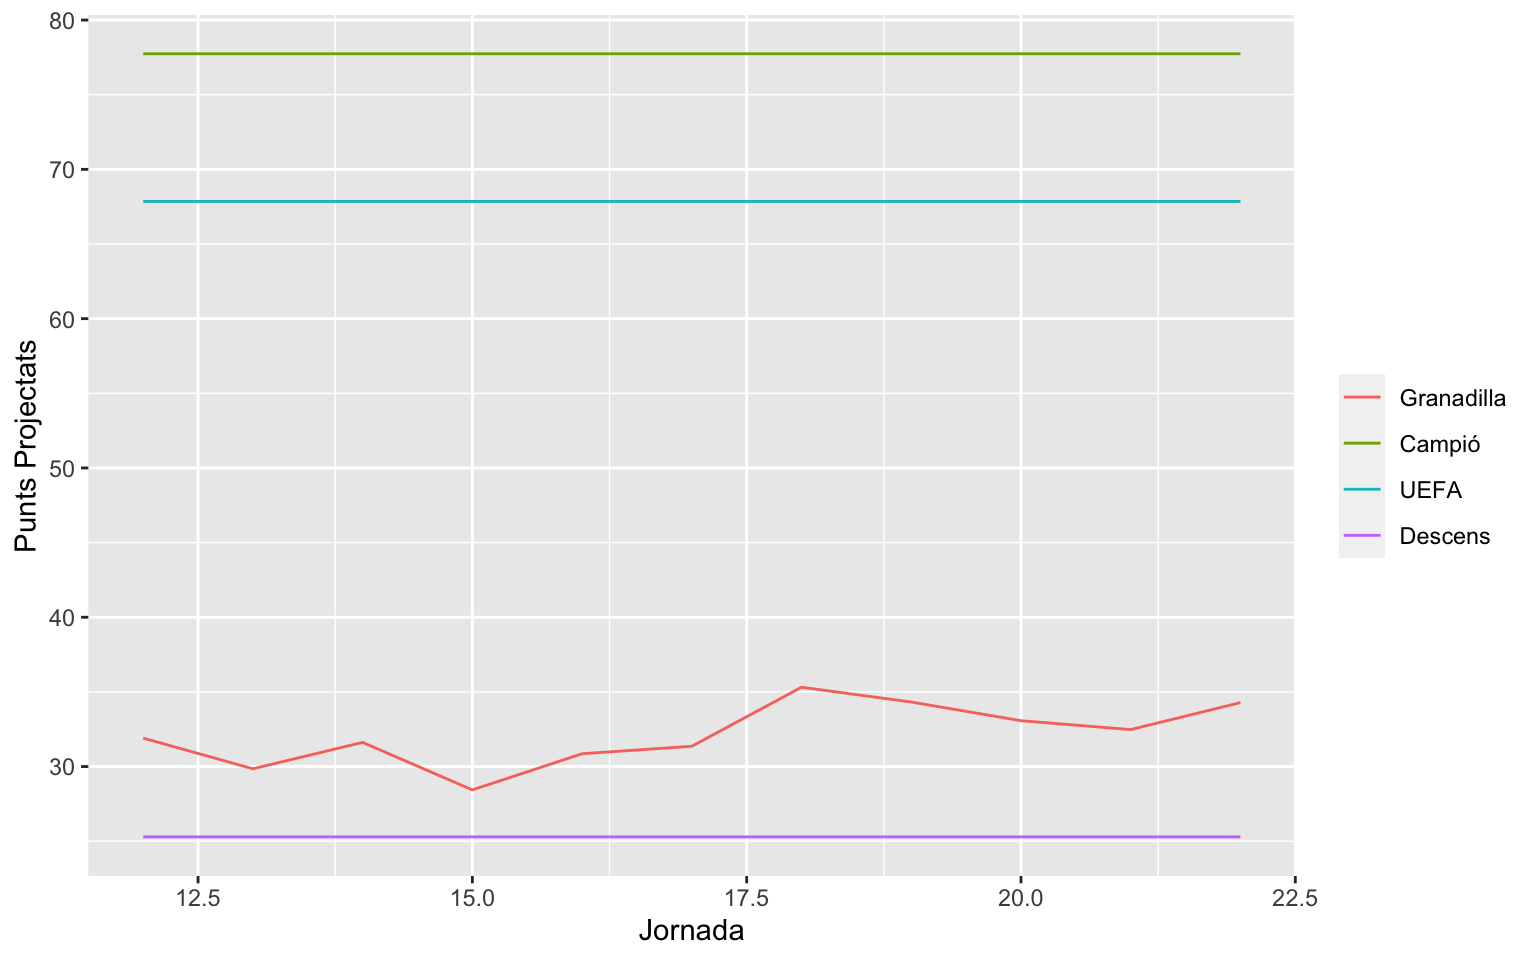 80
70
60
50
40
30
Punts Projectats
12.5 15.0 17.5 20.0 22.5
Jornada
Granadilla
Campió
UEFA
Descens